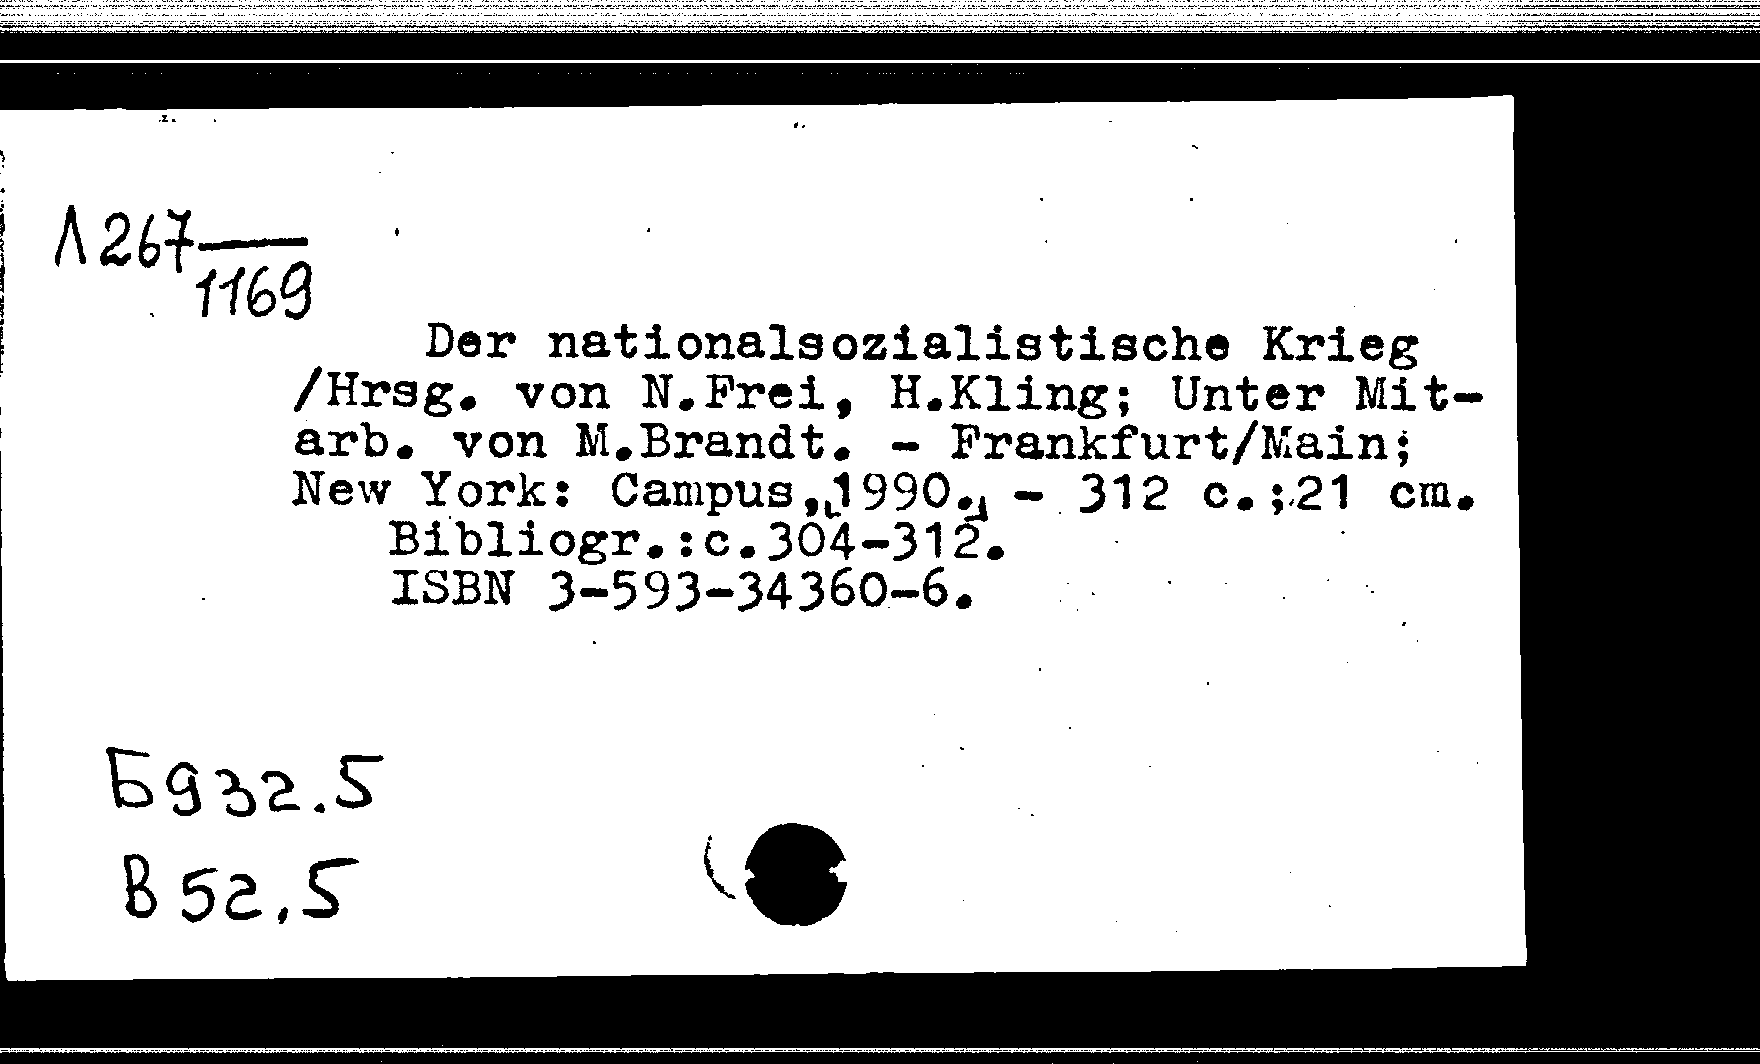 Л 267
1169
Der nationalsozialistische Krieg
/Hrsg. von N.Frei, H.Kling; Unter Mit-
arb. von M.Brandt. - Frankfurt/Main;
New York: Campus, 1990. - 312 c.; 21 cm.
Bibliogr.:c.304-312.
ISBN 3-593-34360-6.
Б932.5
В52.5